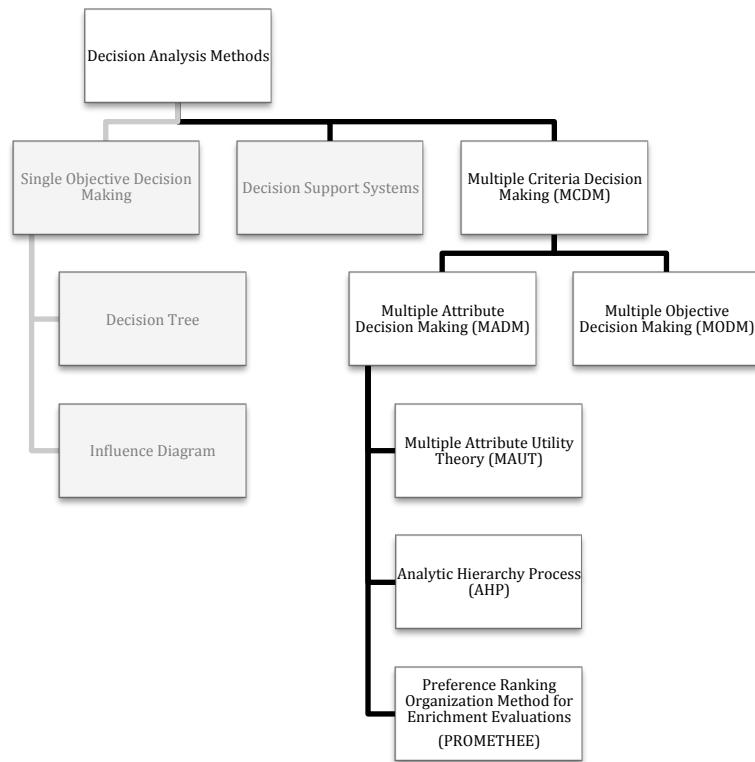 Decision Analysis Methods
Single Objective Decision
Making
Decision Support Systems
Multiple Criteria Decision
Making (MCDM)
Decision Tree
Multiple Attribute
Decision Making (MADM)
Multiple Objective
Decision Making (MODM)
Influence Diagram
Multiple Attribute Utility
Theory (MAUT)
Analytic Hierarchy Process
(AHP)
Preference Ranking
Organization Method for
Enrichment Evaluations
(PROMETHEE)